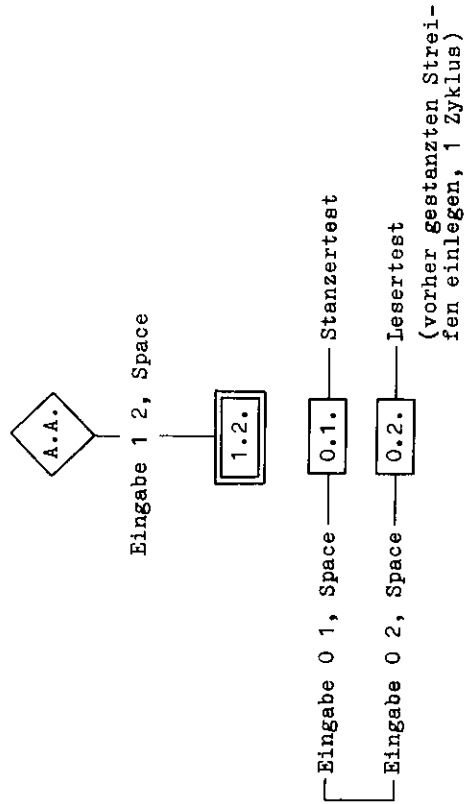 A.A.
Eingabe 1 2, Space
1.2.
Eingabe 0 1, Space 0.1. Stanzertest
Eingabe 0 2, Space 0.2. Lesertest
(vorher gestanzten Strei-
fen einlegen, 1 Zyklus)